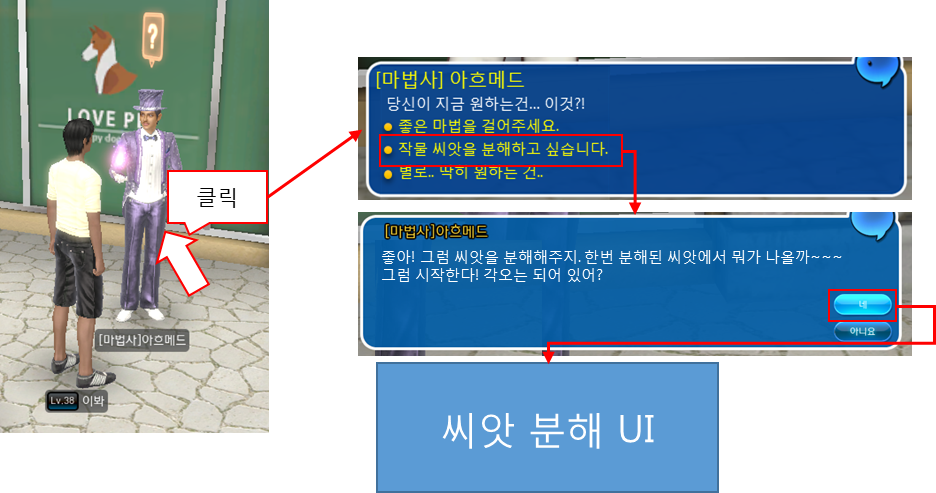 ?
LOVE P
py do
클릭
[마법사]아흐메드
Lv.38 이봐
[마법사] 아흐메드
당신이 지금 원하는건... 이것?!
좋은 마법을 걸어주세요.
작물 씨앗을 분해하고 싶습니다.
별로.. 딱히 원하는 건..
[마법사]아흐메드
좋아! 그럼 씨앗을 분해해주지. 한번 분해된 씨앗에서 뭐가 나올까~~~
그럼 시작한다! 각오는 되어 있어?
네
아니요
씨앗 분해 UI